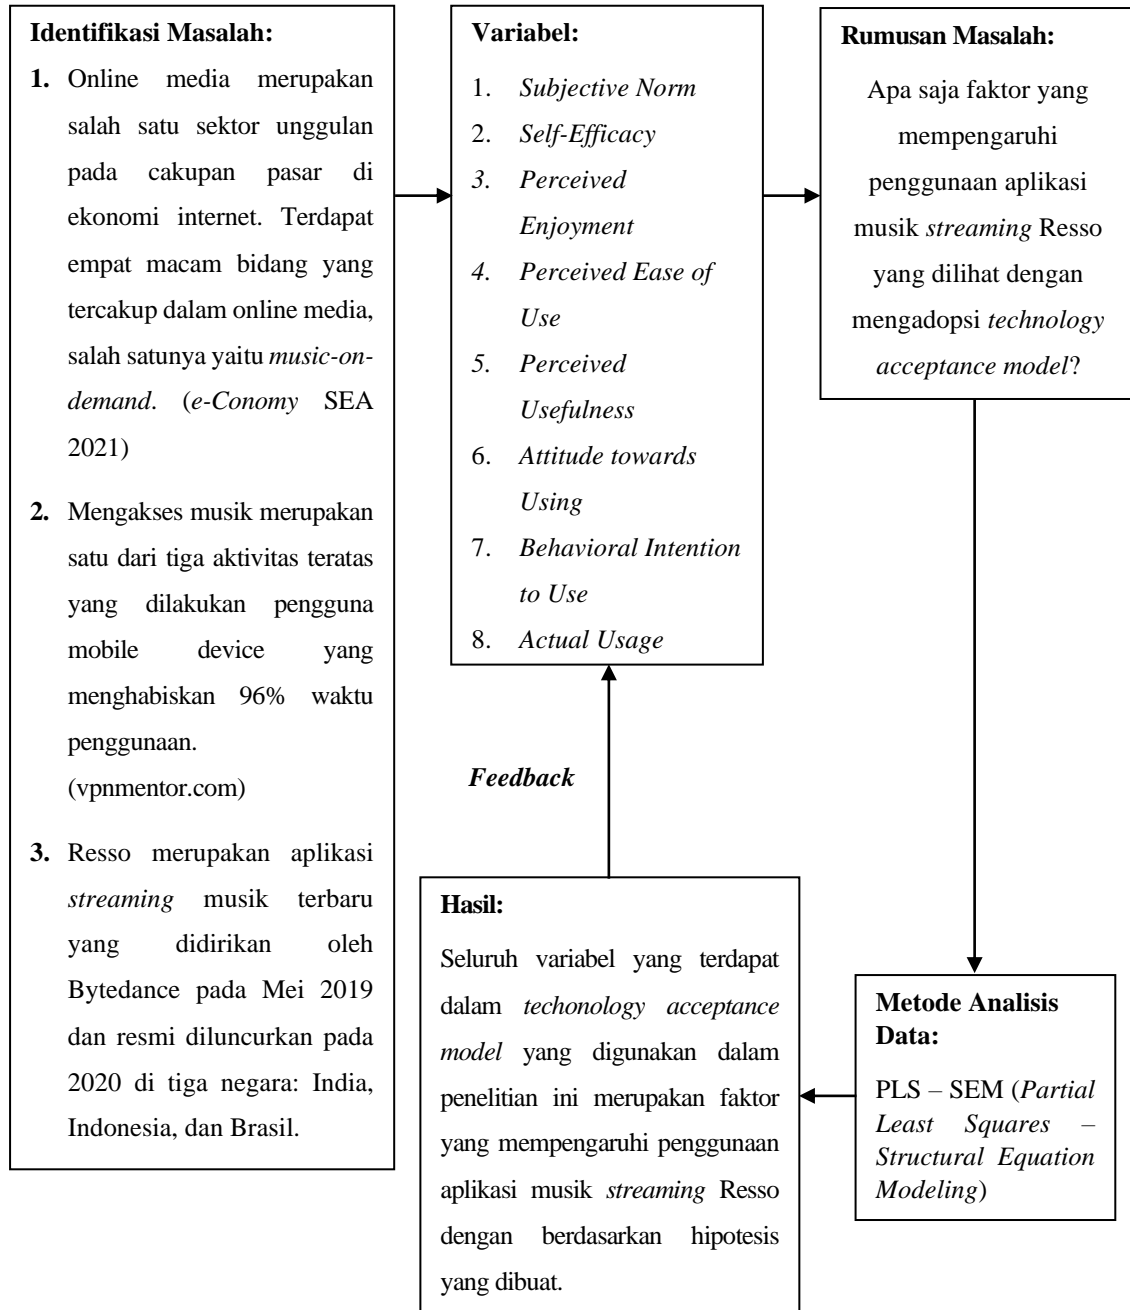 Identifikasi Masalah:
1. Online media merupakan
salah satu sektor unggulan
pada cakupan pasar di
ekonomi internet. Terdapat
empat macam bidang yang
tercakup dalam online media,
salah satunya yaitu music-on-
demand. (e-Conomy SEA
2021)
2. Mengakses musik merupakan
satu dari tiga aktivitas teratas
yang dilakukan pengguna
mobile device yang
menghabiskan 96% waktu
penggunaan.
(vpnmentor.com)
3. Resso merupakan aplikasi
streaming musik terbaru
yang didirikan oleh
Bytedance pada Mei 2019
dan resmi diluncurkan pada
2020 di tiga negara: India,
Indonesia, dan Brasil.
Variabel:
1. Subjective Norm
2. Self-Efficacy
3. Perceived
Enjoyment
4. Perceived Ease of
Use
5. Perceived
Usefulness
6. Attitude towards
Using
7. Behavioral Intention
to Use
8. Actual Usage
Rumusan Masalah:
Apa saja faktor yang
mempengaruhi
penggunaan aplikasi
musik streaming Resso
yang dilihat dengan
mengadopsi technology
acceptance model?
Metode Analisis
Data:
PLS – SEM (Partial
Least Squares –
Structural Equation
Modeling)
Hasil:
Seluruh variabel yang terdapat
dalam techonology acceptance
model yang digunakan dalam
penelitian ini merupakan faktor
yang mempengaruhi penggunaan
aplikasi musik streaming Resso
dengan berdasarkan hipotesis
yang dibuat.
Feedback